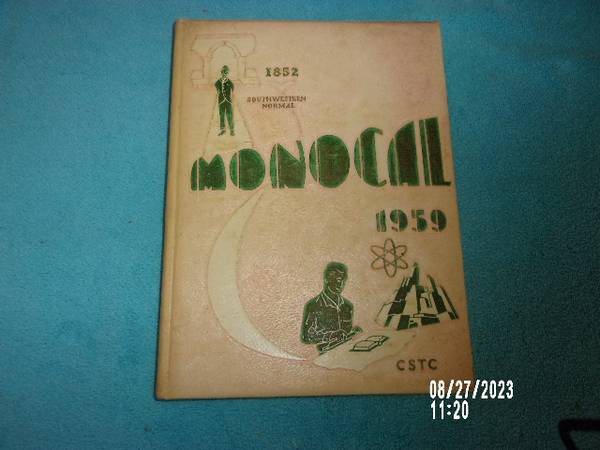 1852
SOUTHWESTERN
NORMAL
MONOCAL
1959
CSTC
08/27/2023
11:20